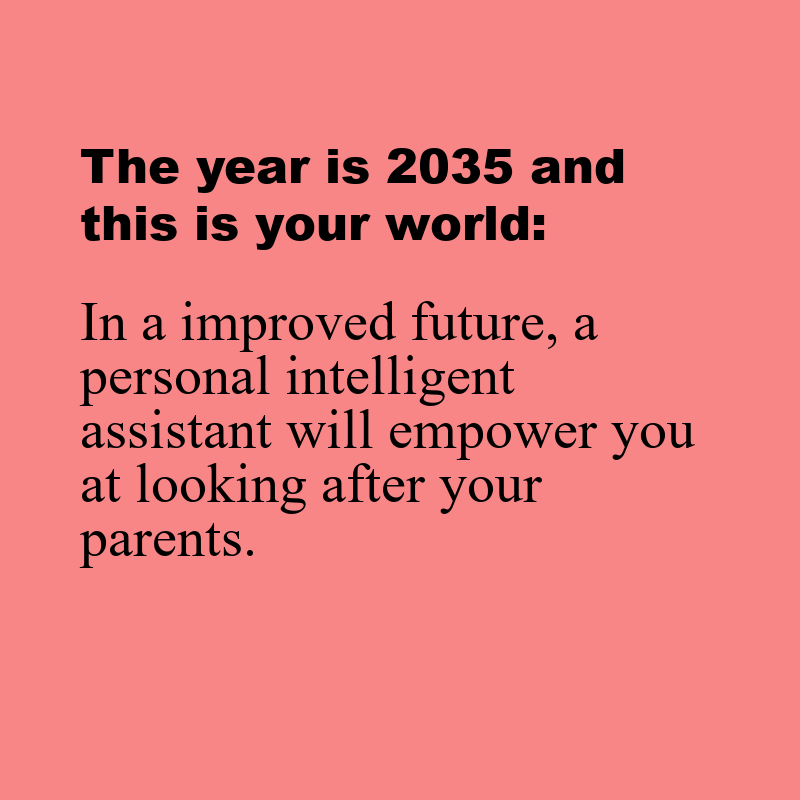 The year is 2035 and
this is your world:
In a improved future, a
personal intelligent
assistant will empower you
at looking after your
parents.